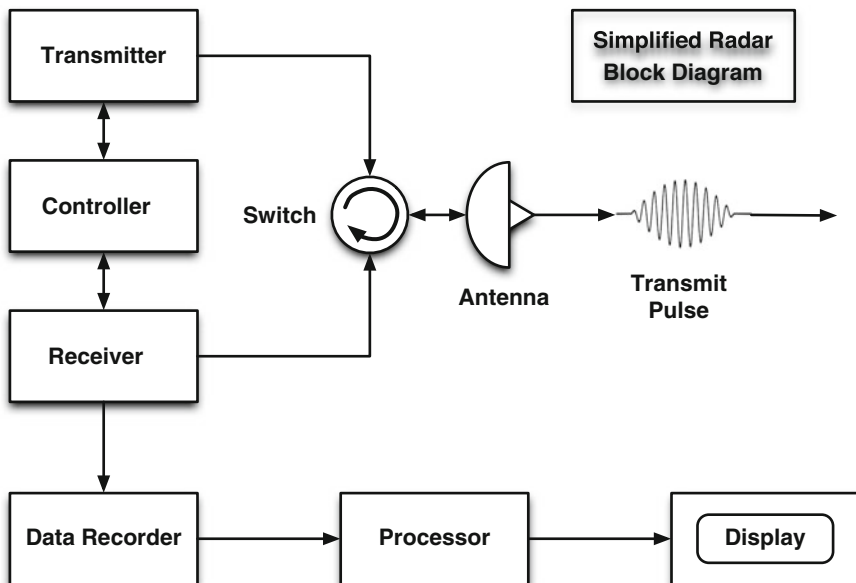 Transmitter
Simplified Radar
Block Diagram
Controller
Switch
Antenna
Transmit
Pulse
Receiver
Data Recorder
Processor
Display